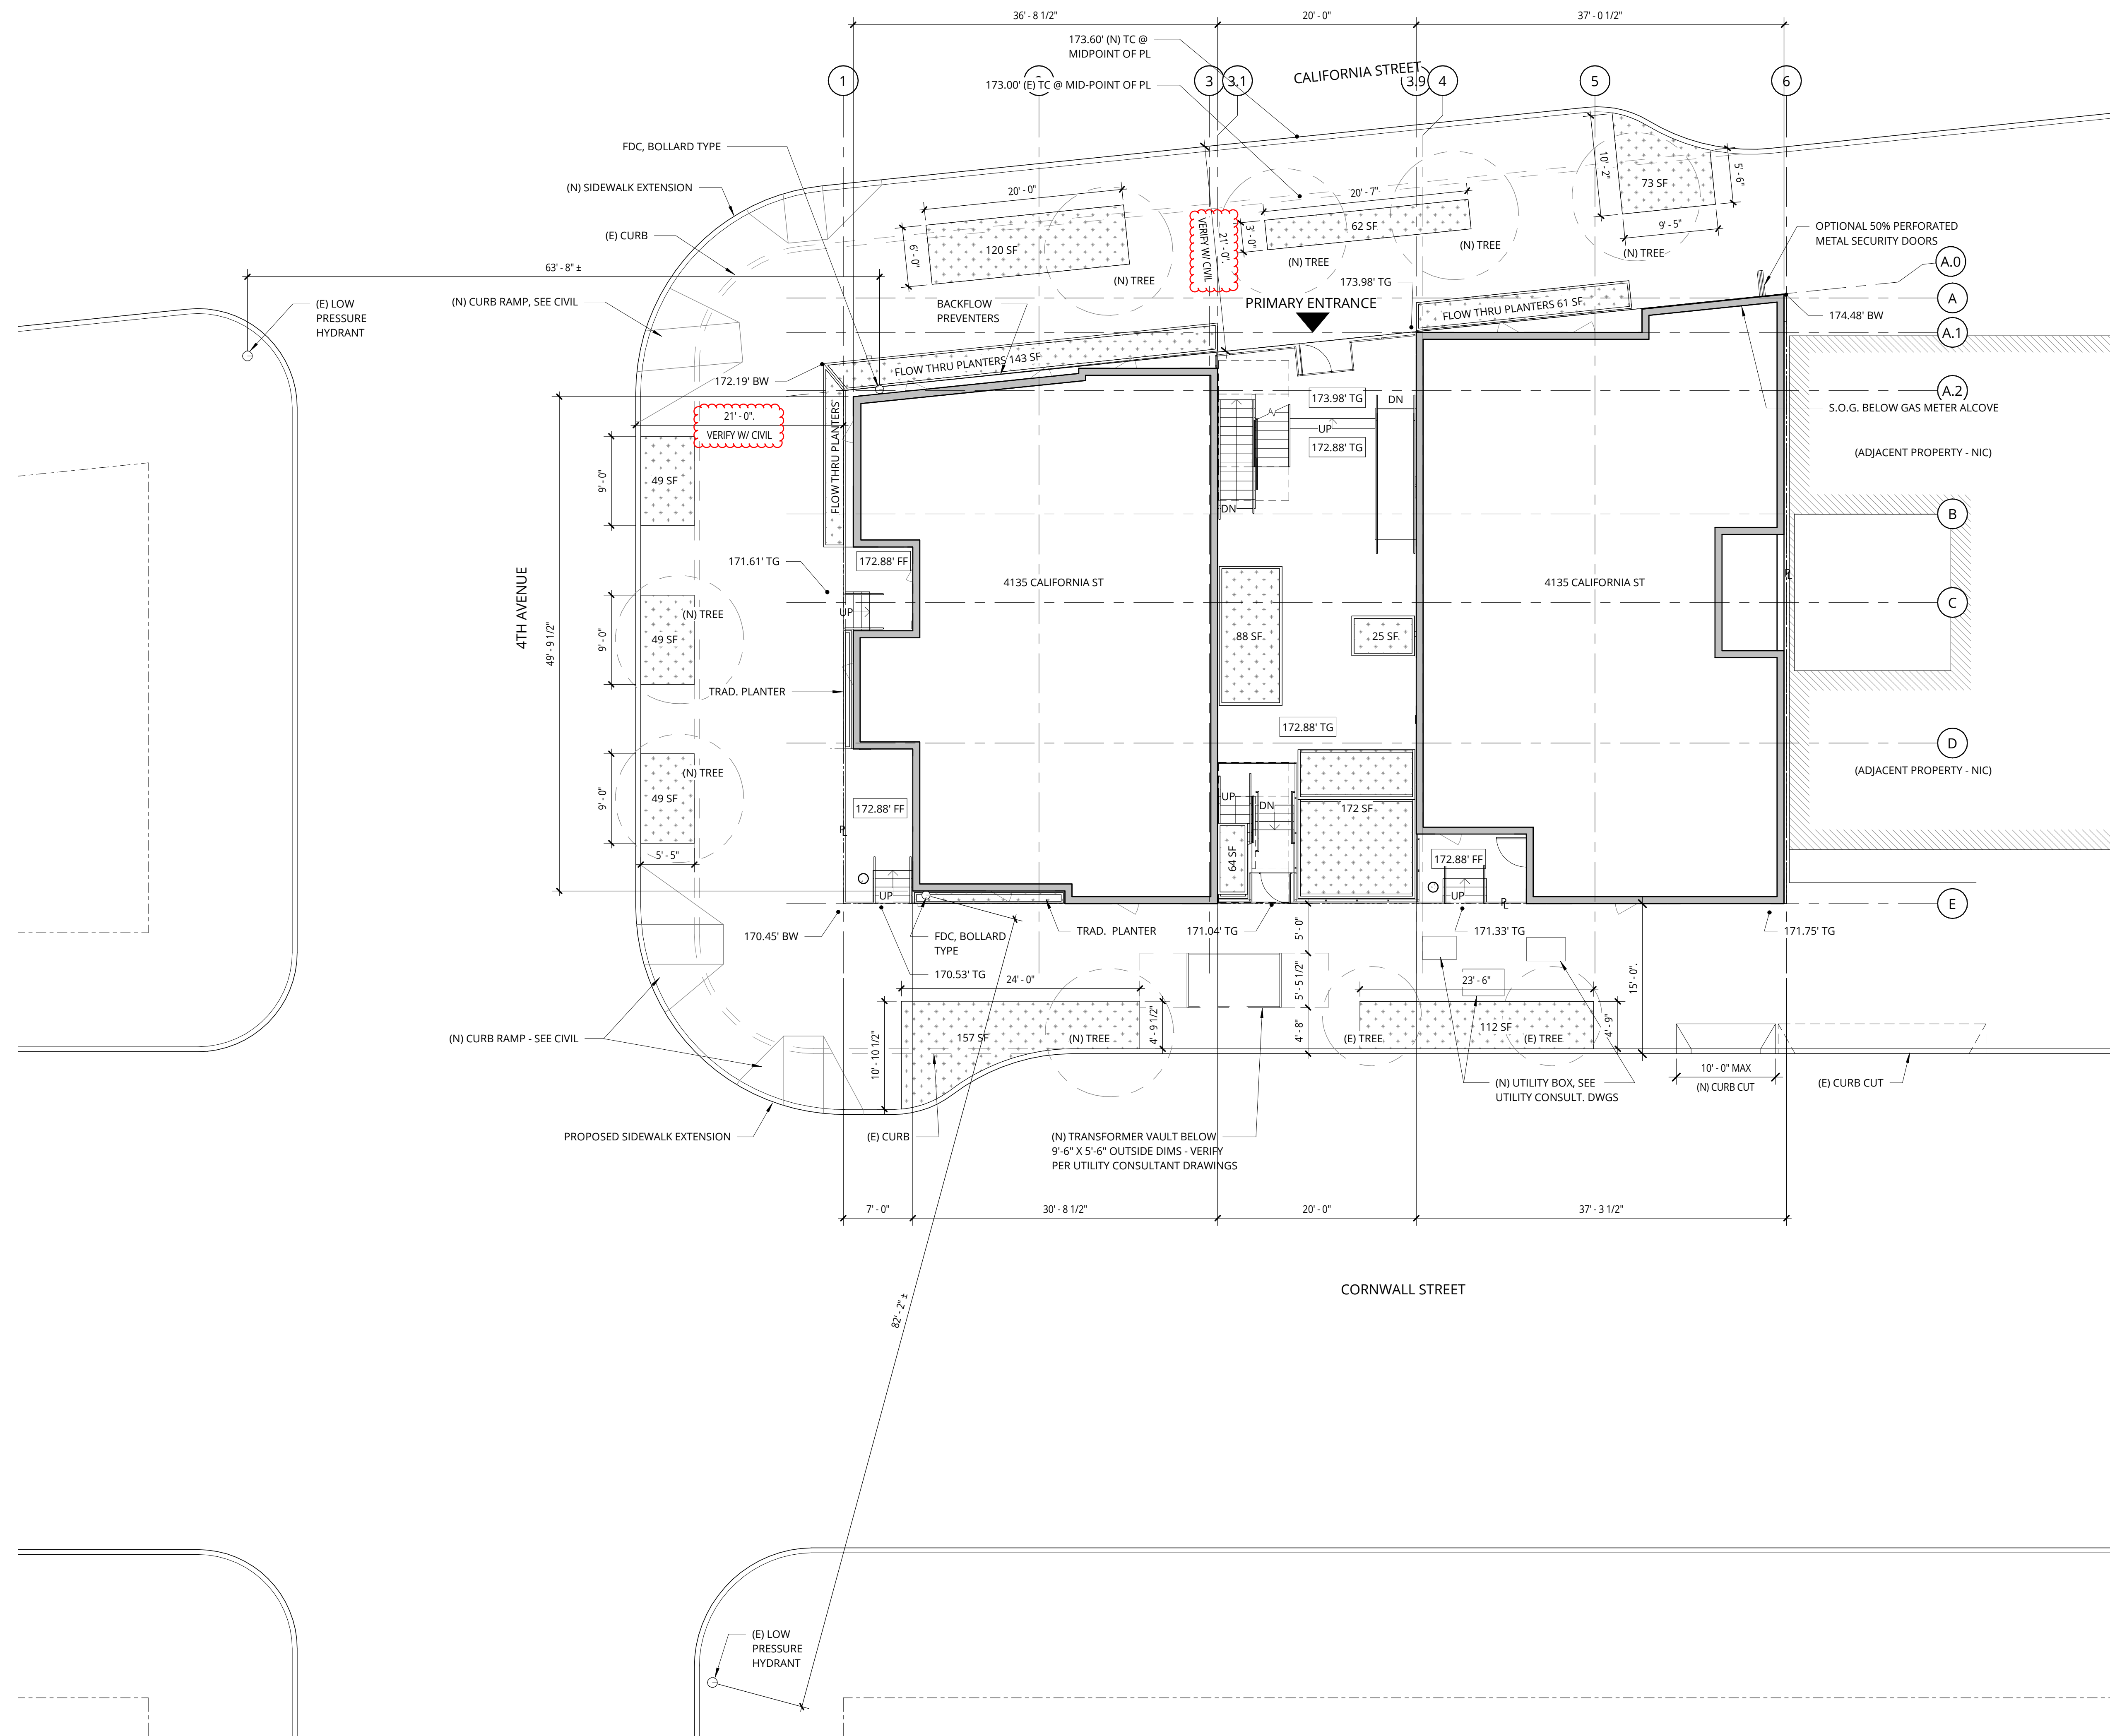 36' - 8 1/2"
20' - 0"
37' - 0 1/2"
173.60' (N) TC @
MIDPOINT OF PL
CALIFORNIA STREET
1
3
3.1
3.9
4
5
6
173.00' (E) TC @ MID-POINT OF PL
FDC, BOLLARD TYPE
(N) SIDEWALK EXTENSION
(E) CURB
63' - 8" ±
(E) LOW
PRESSURE
HYDRANT
(N) CURB RAMP, SEE CIVIL
20' - 0"
6' - 0"
120 SF
(N) TREE
BACKFLOW
PREVENTERS
21' - 0".
VERIFY W/ CIVIL
20' - 7"
3' - 0"
62 SF
(N) TREE
(N) TREE
10' - 2"
73 SF
5' - 6"
9' - 5"
(N) TREE
OPTIONAL 50% PERFORATED
METAL SECURITY DOORS
A.0
A
A.1
A.2
B
C
D
E
173.98' TG
PRIMARY ENTRANCE
FLOW THRU PLANTERS 61 SF
174.48' BW
FLOW THRU PLANTERS 143 SF
172.19' BW
21' - 0".
VERIFY W/ CIVIL
FLOW THRU PLANTERS
173.98' TG
DN
UP
172.88' TG
DN
S.O.G. BELOW GAS METER ALCOVE
(ADJACENT PROPERTY - NIC)
9' - 0"
49 SF
171.61' TG
172.88' FF
4135 CALIFORNIA ST
4135 CALIFORNIA ST
PL
4TH AVENUE
49' - 9 1/2"
9' - 0"
49 SF
(N) TREE
UP
88 SF
25 SF
TRAD. PLANTER
172.88' TG
(N) TREE
9' - 0"
49 SF
5' - 5"
172.88' FF
PL
UP
DN
172 SF
64 SF
172.88' FF
(ADJACENT PROPERTY - NIC)
UP
UP
PL
170.45' BW
FDC, BOLLARD
TYPE
TRAD. PLANTER
171.04' TG
5' - 0"
171.33' TG
171.75' TG
170.53' TG
24' - 0"
5' - 5 1/2"
23' - 6"
15' - 0".
(N) CURB RAMP - SEE CIVIL
10' - 10 1/2"
157 SF
(N) TREE
4' - 9 1/2"
4' - 8"
(E) TREE
112 SF
(E) TREE
4' - 9"
10' - 0" MAX
(N) CURB CUT
(E) CURB CUT
(N) UTILITY BOX, SEE
UTILITY CONSULT. DWGS
PROPOSED SIDEWALK EXTENSION
(E) CURB
(N) TRANSFORMER VAULT BELOW
9'-6" X 5'-6" OUTSIDE DIMS - VERIFY
PER UTILITY CONSULTANT DRAWINGS
7' - 0"
30' - 8 1/2"
20' - 0"
37' - 3 1/2"
82' - 2" ±
CORNWALL STREET
(E) LOW
PRESSURE
HYDRANT